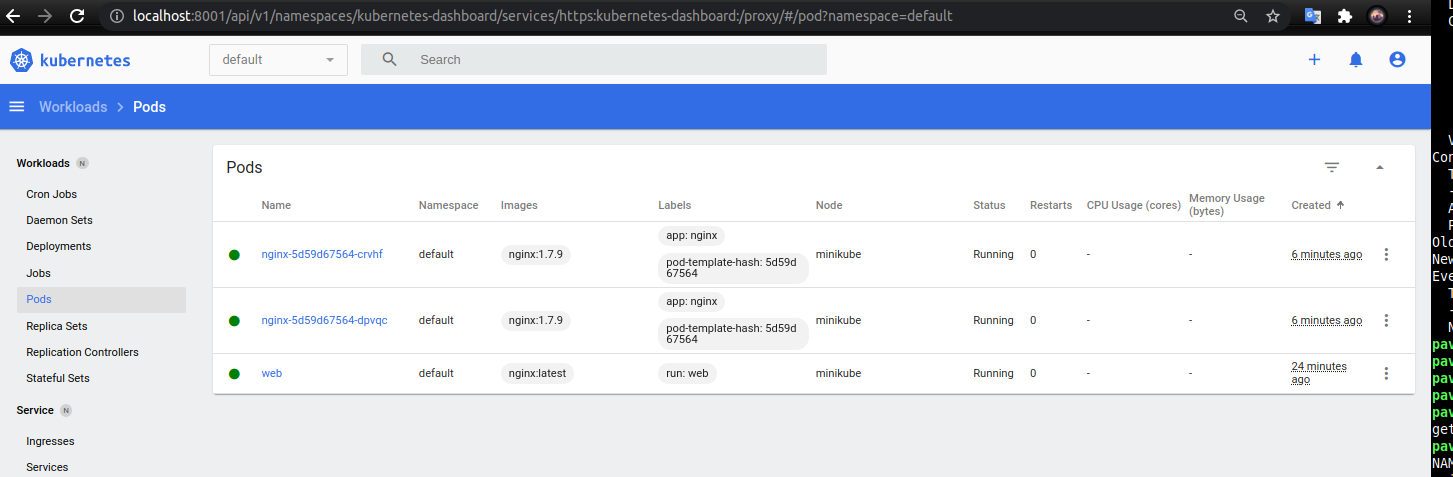 localhost:8001/api/v1/namespaces/kubernetes-dashboard/services/https:kubernetes-dashboard:/proxy/#/pod?namespace=default
kubernetes default Search
Workloads > Pods
Workloads N
Cron Jobs
Daemon Sets
Deployments
Jobs
Pods
Replica Sets
Replication Controllers
Stateful Sets
Service N
Ingresses
Services
Pods
Name Namespace Images Labels Node Status Restarts CPU Usage (cores) Memory Usage (bytes) Created
nginx-5d59d67564-crvhf default nginx:1.7.9 app: nginx minikube Running 0 - - 6 minutes ago
pod-template-hash: 5d59d
67564
nginx-5d59d67564-dpvqc default nginx:1.7.9 app: nginx minikube Running 0 - - 6 minutes ago
pod-template-hash: 5d59d
67564
web default nginx:latest run: web minikube Running 0 - - 24 minutes
ago
Con
Old
New
Eve
pav
pav
pav
pav
pav
get
pav
NAM